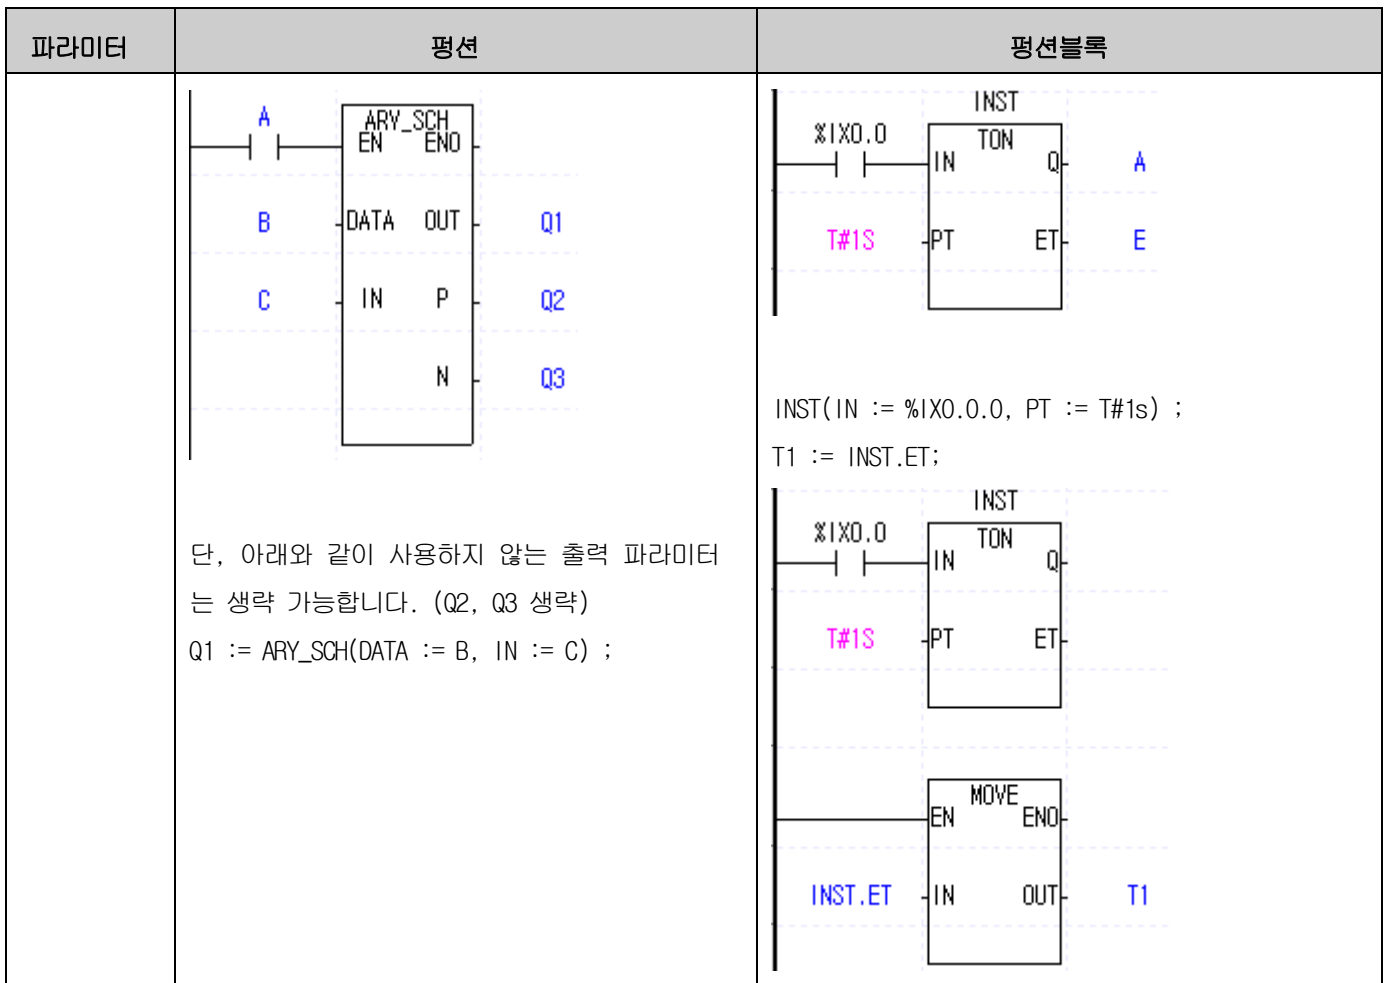 파라미터 펑션 펑션블록
A
ARY_SCH
EN ENO
B DATA OUT Q1
C IN P Q2
N Q3
단, 아래와 같이 사용하지 않는 출력 파라미터
는 생략 가능합니다. (Q2, Q3 생략)
Q1 := ARY_SCH(DATA := B, IN := C) ;
INST
%IX0.0 TON
IN Q A
T#1S PT ET E
INST(IN := %IX0.0.0, PT := T#1s) ;
T1 := INST.ET;
INST
%IX0.0 TON
IN Q
T#1S PT ET
MOVE
EN ENO
INST.ET IN OUT T1